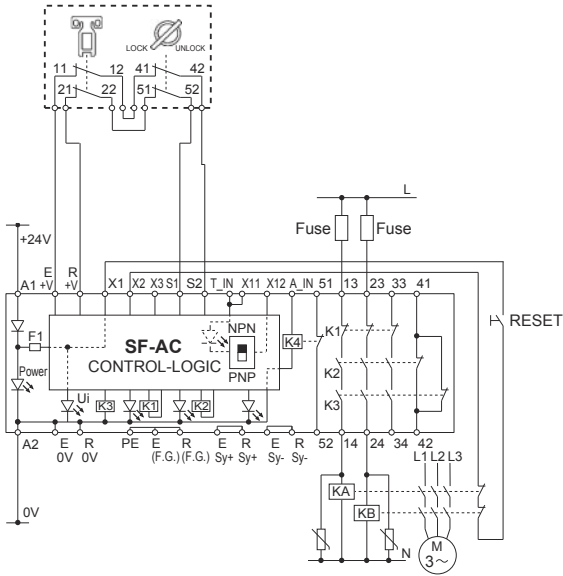 LOCK UNLOCK
11 12 41 42
21 22 51 52
L
Fuse Fuse
+24V
E +V R +V
A1 X1 X2 X3 S1 S2 T_IN X11 X12 A_IN 51 13 23 33 41
RESET
F1
SF-AC
CONTROL-LOGIC
NPN
PNP
K4
K1
K2
K3
Power
Ui
K3 K1 K2
A2 E 0V R 0V PE E (F.G.) R (F.G.) E Sy+ R Sy+ E Sy- R Sy- 52 14 24 34 42
L1 L2 L3
KA
KB
0V
N
M
3~